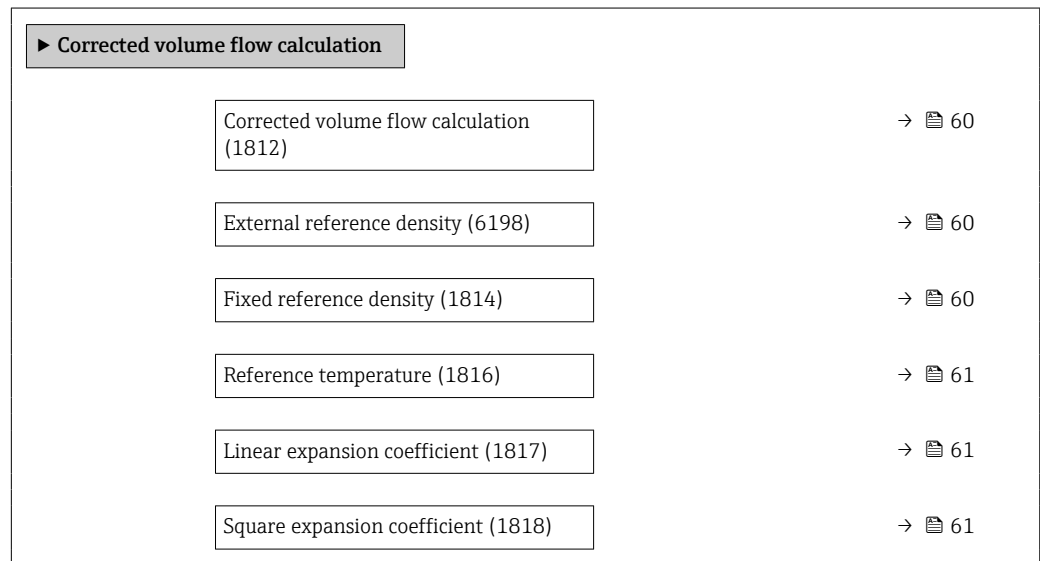 ▶ Corrected volume flow calculation
Corrected volume flow calculation
(1812)
→ 60
External reference density (6198)
→ 60
Fixed reference density (1814)
→ 60
Reference temperature (1816)
→ 61
Linear expansion coefficient (1817)
→ 61
Square expansion coefficient (1818)
→ 61